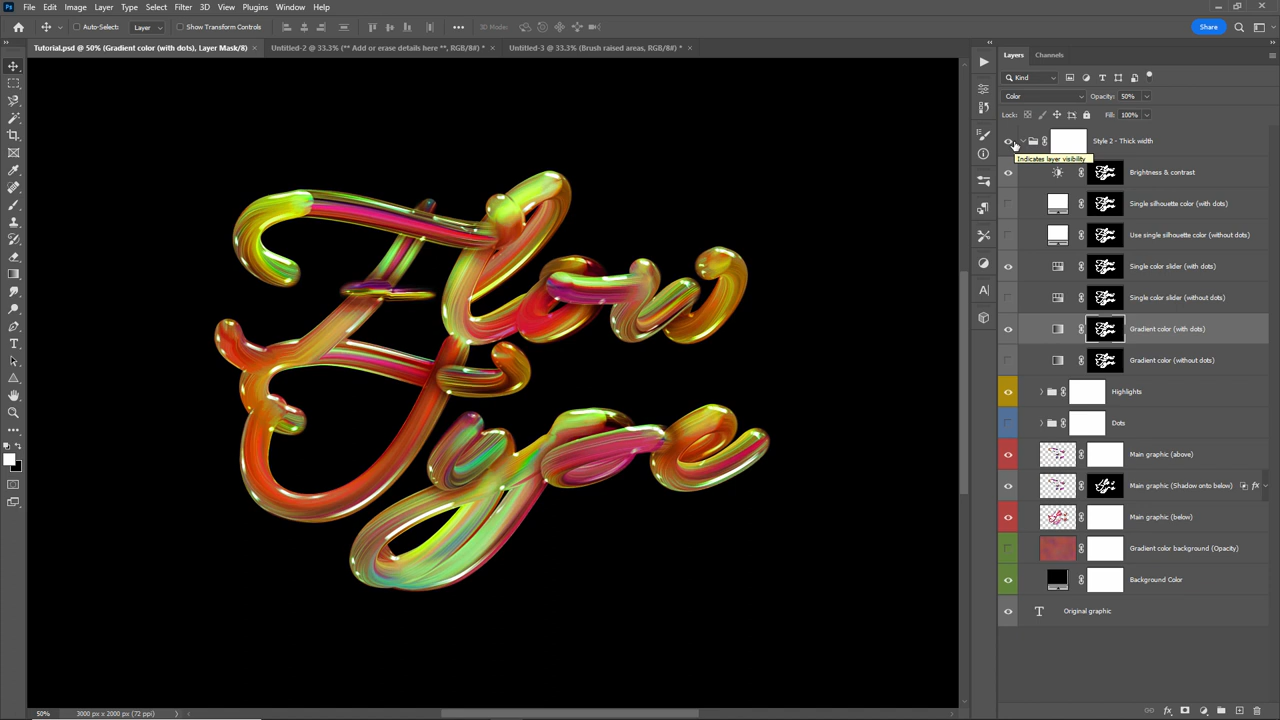 Ps File Edit Image Layer Type Select Filter 3D View Plugins Window Help
Auto-Select: Layer Show Transform Controls 3D Mode: Share
Tutorial.psd @ 50% (Gradient color (with dots), Layer Mask/8) × Untitled-2 @ 33.3% (** Add or erase details here **, RGB/8#) * × Untitled-3 @ 33.3% (Brush raised areas, RGB/8#) * ×
Layers Channels
Kind
Color Opacity: 50%
Lock: Fill: 100%
Style 2 - Thick width
Indicates layer visibility
Brightness & contrast
Single silhouette color (with dots)
Use single silhouette color (without dots)
Single color slider (with dots)
Single color slider (without dots)
Gradient color (with dots)
Gradient color (without dots)
Highlights
Dots
Main graphic (above)
Main graphic (Shadow onto below) fx
Main graphic (below)
Gradient color background (Opacity)
Background Color
Original graphic
Flow
Type
50% 3000 px x 2000 px (72 ppi)